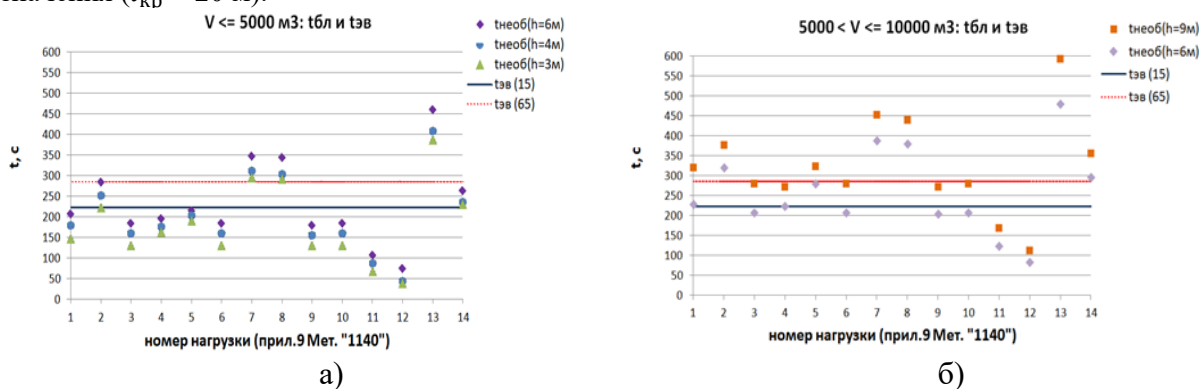 (tкр = 20 м).
V <= 5000 м3: tбл и tэв
600
550
500
450
400
350
300
250
200
150
100
50
0
t, с
1 2 3 4 5 6 7 8 9 10 11 12 13 14
номер нагрузки (прил.9 Мет. "1140")
tнеоб(h=6м)
tнеоб(h=4м)
tнеоб(h=3м)
tэв (15)
tэв (65)
а)
5000 < V <= 10000 м3: tбл и tэв
600
550
500
450
400
350
300
250
200
150
100
50
0
t, с
1 2 3 4 5 6 7 8 9 10 11 12 13 14
номер нагрузки (прил.9 Мет. "1140")
tнеоб(h=9м)
tнеоб(h=6м)
tэв (15)
tэв (65)
б)